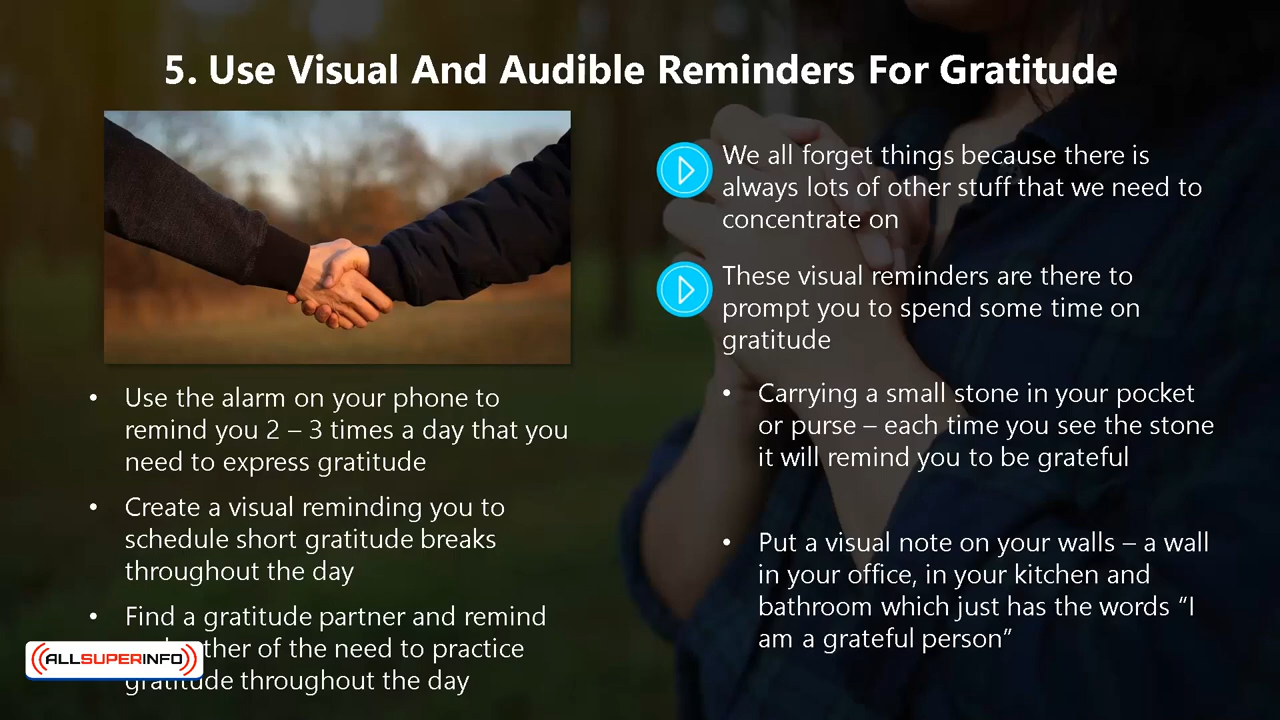 5. Use Visual And Audible Reminders For Gratitude
• Use the alarm on your phone to
remind you 2 – 3 times a day that you
need to express gratitude
• Create a visual reminding you to
schedule short gratitude breaks
throughout the day
• Find a gratitude partner and remind
of the need to practice
gratitude throughout the day
ALLSUPERINFO
We all forget things because there is
always lots of other stuff that we need to
concentrate on
These visual reminders are there to
prompt you to spend some time on
gratitude
• Carrying a small stone in your pocket
or purse – each time you see the stone
it will remind you to be grateful
• Put a visual note on your walls – a wall
in your office, in your kitchen and
bathroom which just has the words “I
am a grateful person”